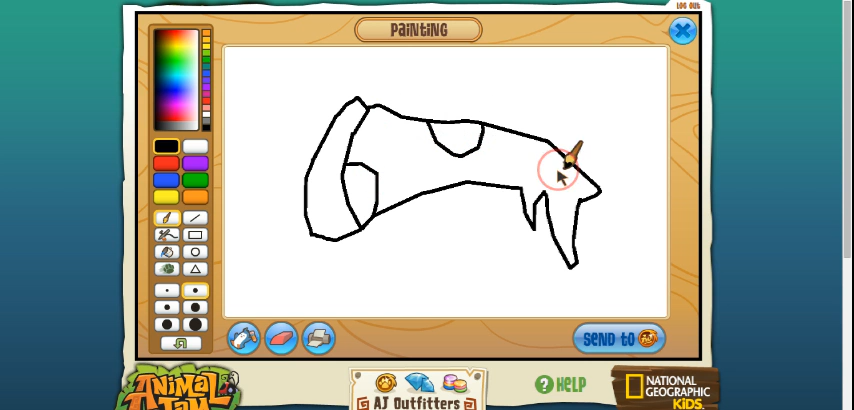 LOG OUT
PAINTING
SEND TO
ANIMAL
JAM
AJ OUTFITTERS
? HELP
NATIONAL
GEOGRAPHIC
KiDS